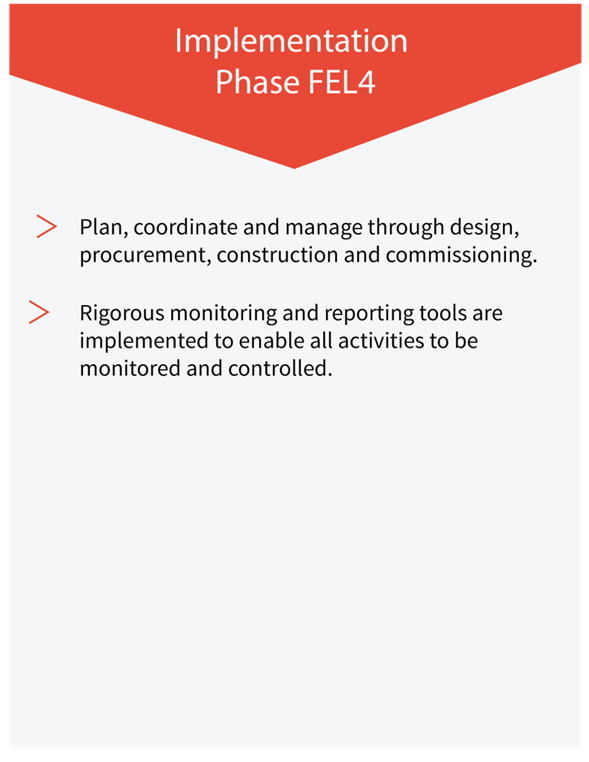 Implementation
Phase FEL4
Plan, coordinate and manage through design,
procurement, construction and commissioning.
Rigorous monitoring and reporting tools are
implemented to enable all activities to be
monitored and controlled.